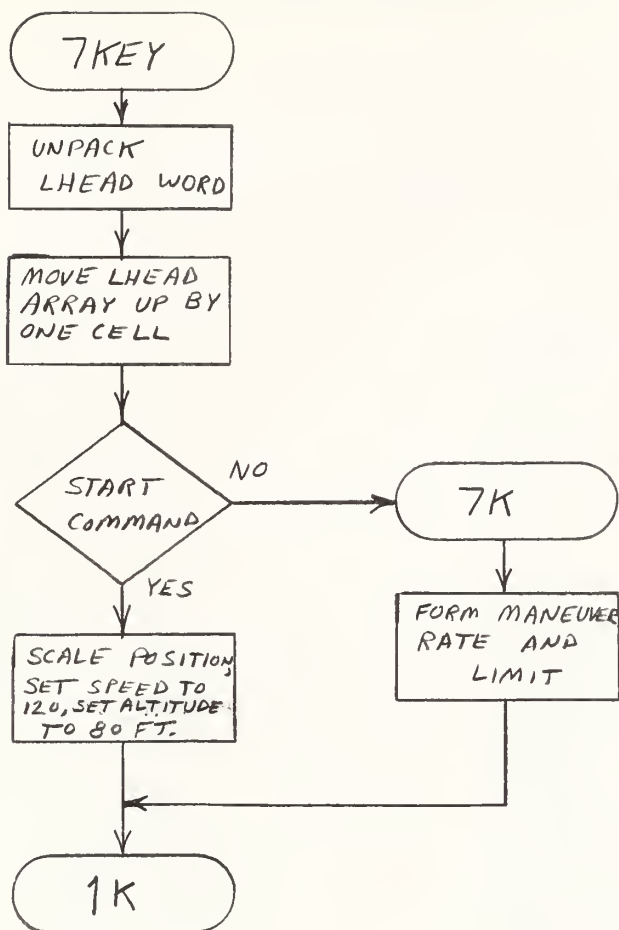 7KEY
UNPACK
LHEAD WORD
MOVE LHEAD
ARRAY UP BY
ONE CELL
START
COMMAND
NO
7K
YES
FORM MANEUVER
RATE AND
LIMIT
SCALE POSITION,
SET SPEED TO
120, SET ALTITUDE
TO 80 FT.
1K